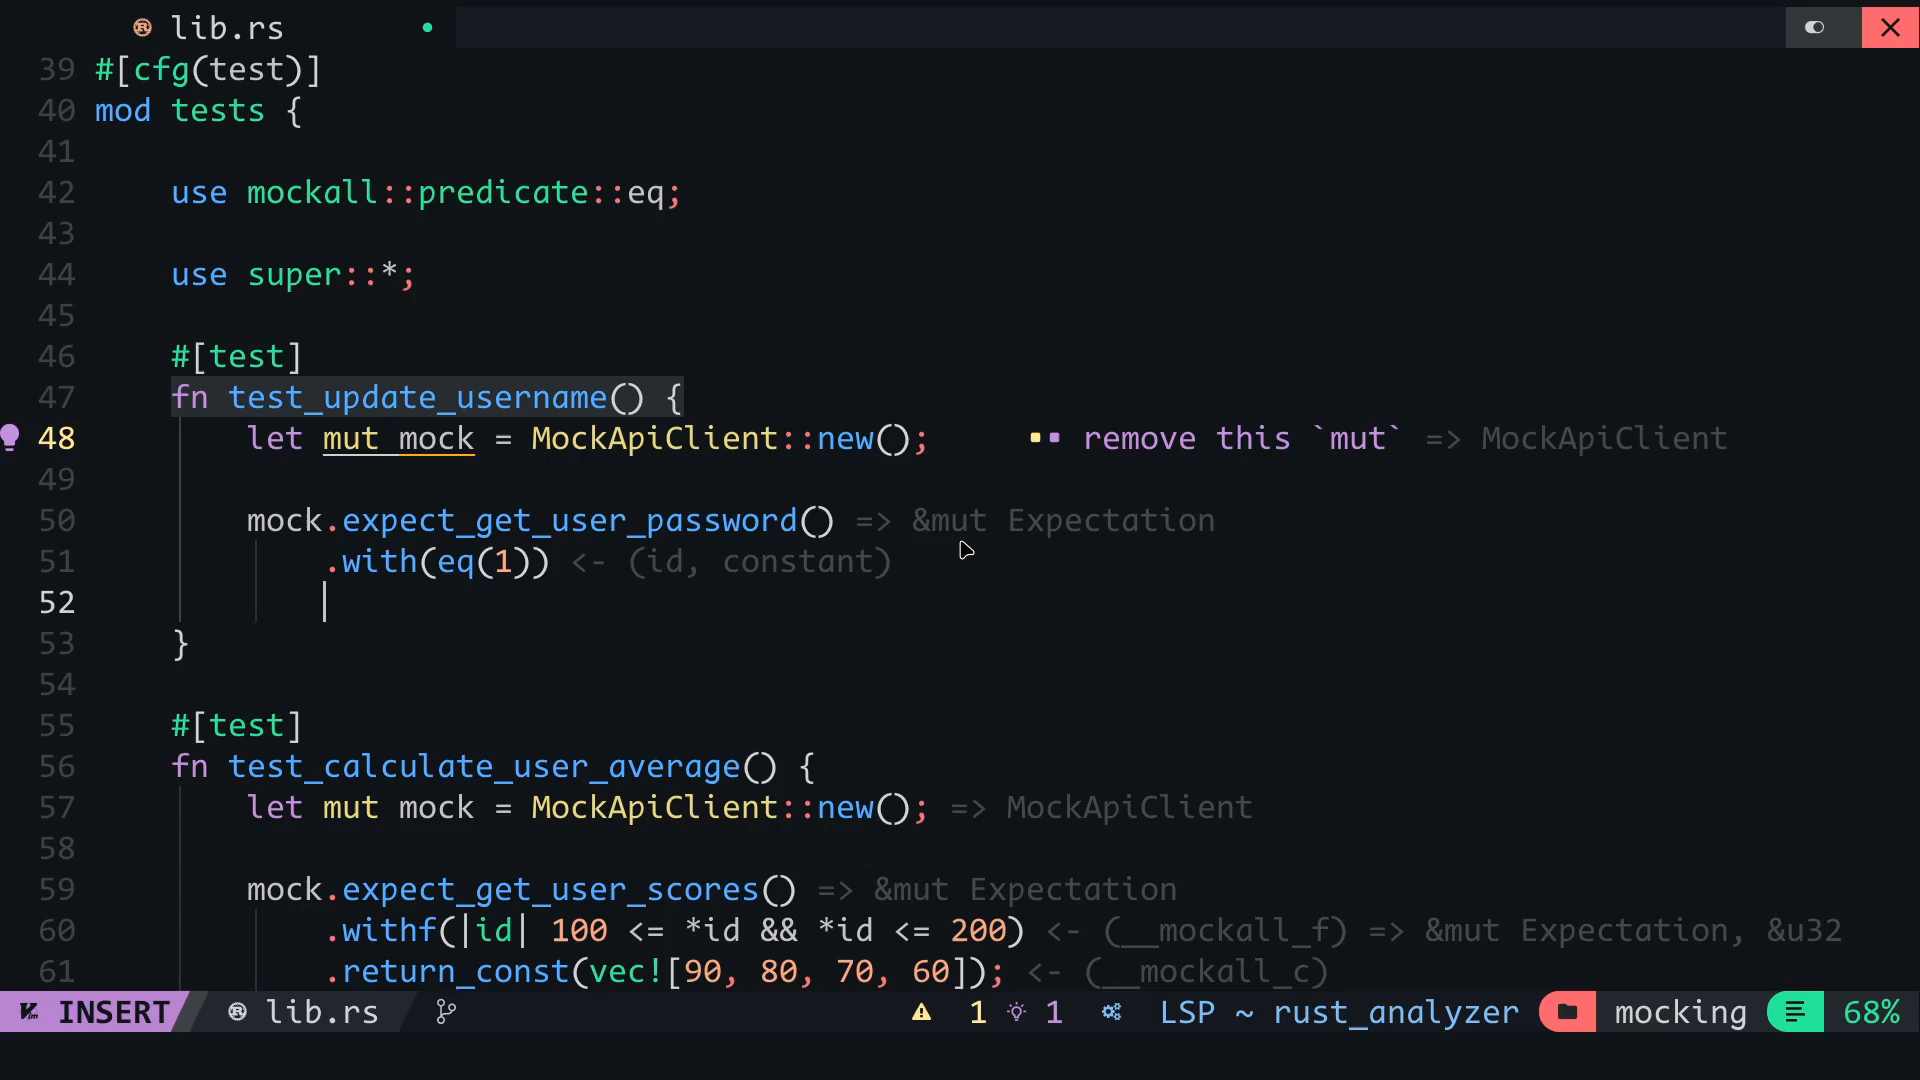 lib.rs
39 #[cfg(test)]
40 mod tests {
41
42 use mockall::predicate::eq;
43
44 use super::*;
45
46 #[test]
47 fn test_update_username() {
48 let mut mock = MockApiClient::new(); remove this `mut` => MockApiClient
49
50 mock.expect_get_user_password() => &mut Expectation
51 .with(eq(1)) <- (id, constant)
52
53 }
54
55 #[test]
56 fn test_calculate_user_average() {
57 let mut mock = MockApiClient::new(); => MockApiClient
58
59 mock.expect_get_user_scores() => &mut Expectation
60 .withf(|id| 100 <= *id && *id <= 200) <- (__mockall_f) => &mut Expectation, &u32
61 .return_const(vec![90, 80, 70, 60]); <- (__mockall_c)
INSERT lib.rs 1 1 LSP ~ rust_analyzer mocking 68%